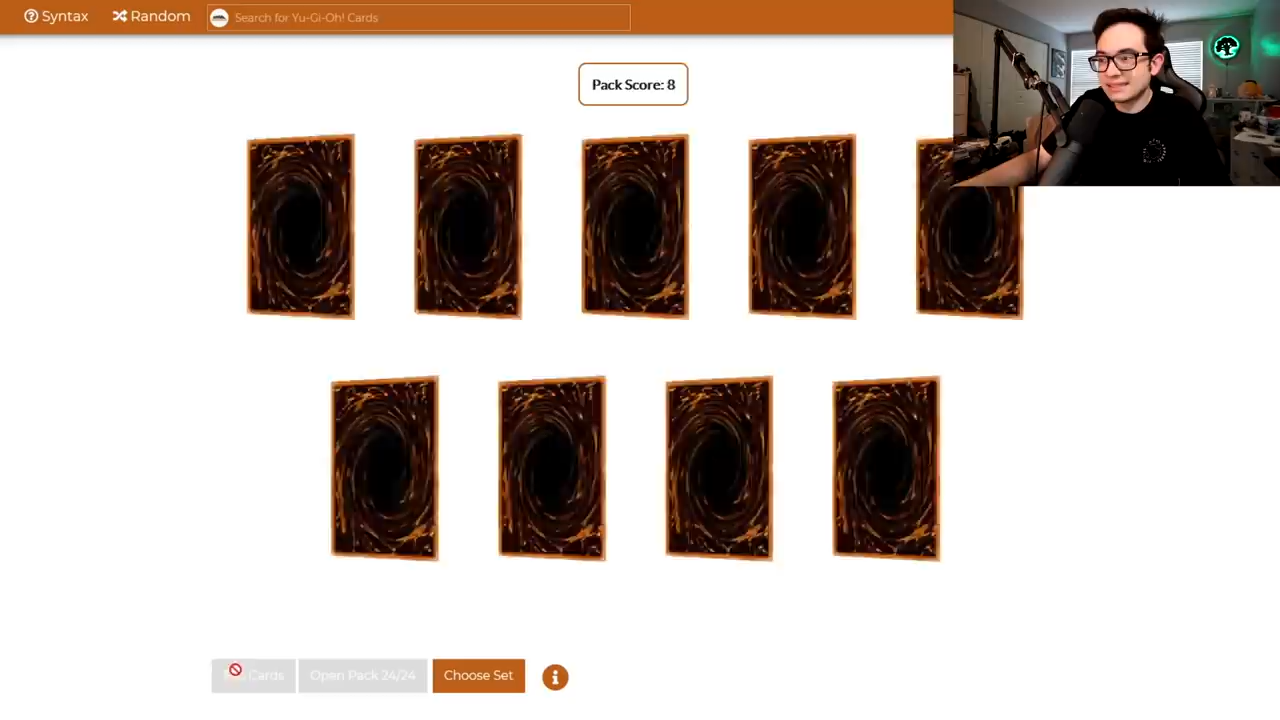 Syntax
Random
Search for Yu-Gi-Oh! Cards
Pack Score: 8
Cards
Open Pack 24/24
Choose Set